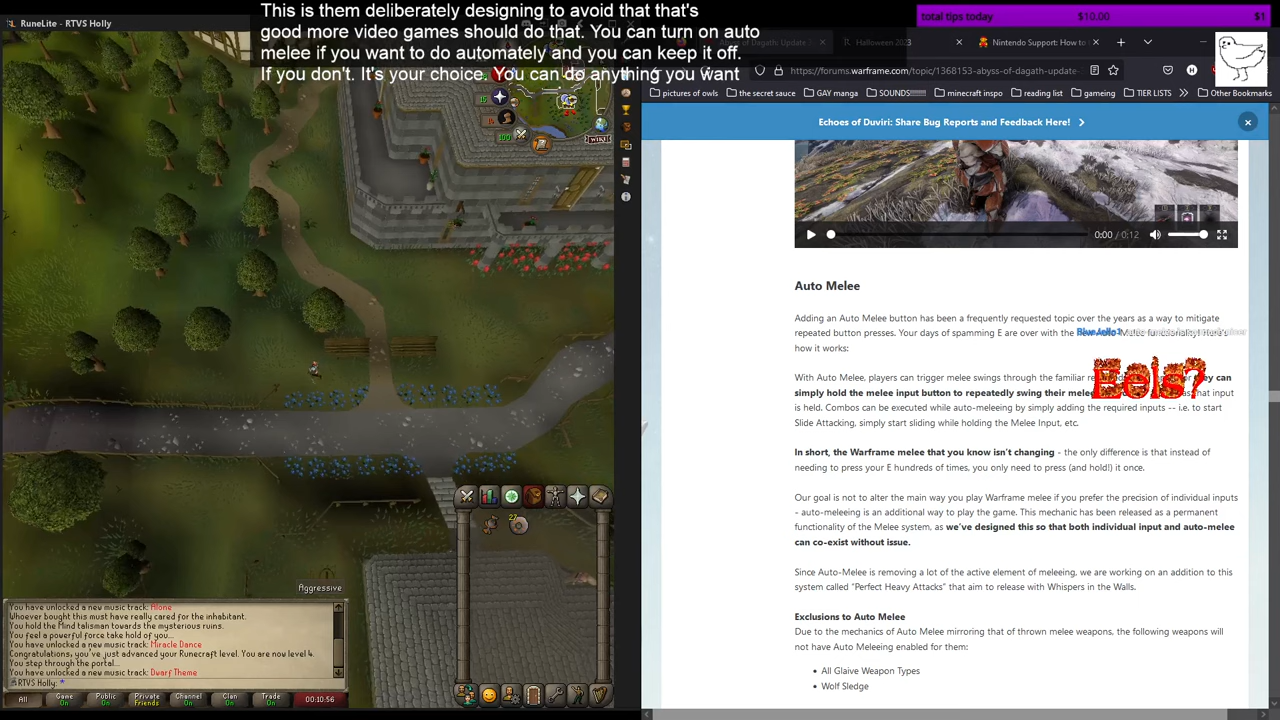 RuneLite - RTVS Holly
This is them deliberately designing to avoid that that's
good more video games should do that. You can turn on auto
melee if you want to do automately and you can keep it off.
If you don't. It's your choice. You can do anything you want
total tips today $10.00 $1
of Dagath: Update
Halloween 2023
Nintendo Support: How to
https://forums.warframe.com/topic/1368153-abyss-of-dagath-update-
pictures of owls
the secret sauce
GAY manga
minecraft inspo
reading list
gameing
TIER LISTS
Other Bookmarks
Echoes of Duviri: Share Bug Reports and Feedback Here!
0:00 / 0:12
Auto Melee
Adding an Auto Melee button has been a frequently requested topic over the years as a way to mitigate
repeated button presses. Your days of spamming E are over with the
how it works:
With Auto Melee, players can trigger melee swings through the familiar
they can
simply hold the melee input button to repeatedly swing their melee
as that input
is held. Combos can be executed while auto-meleeing by simply adding the required inputs -- i.e. to start
Slide Attacking, simply start sliding while holding the Melee Input, etc.
Eels?
In short, the Warframe melee that you know isn't changing - the only difference is that instead of
needing to press your E hundreds of times, you only need to press (and hold!) it once.
Our goal is not to alter the main way you play Warframe melee if you prefer the precision of individual inputs
- auto-meleeing is an additional way to play the game. This mechanic has been released as a permanent
functionality of the Melee system, as we've designed this so that both individual input and auto-melee
can co-exist without issue.
Since Auto-Melee is removing a lot of the active element of meleeing, we are working on an addition to this
system called "Perfect Heavy Attacks" that aim to release with Whispers in the Walls.
Exclusions to Auto Melee
Due to the mechanics of Auto Melee mirroring that of thrown melee weapons, the following weapons will
not have Auto Meleeing enabled for them:
• All Glaive Weapon Types
• Wolf Sledge
15
100
WIKI
27
Aggressive
You have unlocked a new music track: Alone
Whoever bought this must have really cared for the inhabitant.
You hold the Mind talisman towards the mysterious ruins.
You feel a powerful force take hold of you...
You have unlocked a new music track: Miracle Dance
Congratulations, you've just advanced your Runecraft level. You are now level 4.
You step through the portal...
You have unlocked a new music track: Dwarf Theme
RTVS Holly: *
All
Game On
Public On
Private Friends
Channel On
Clan On
Trade On
00:10:56